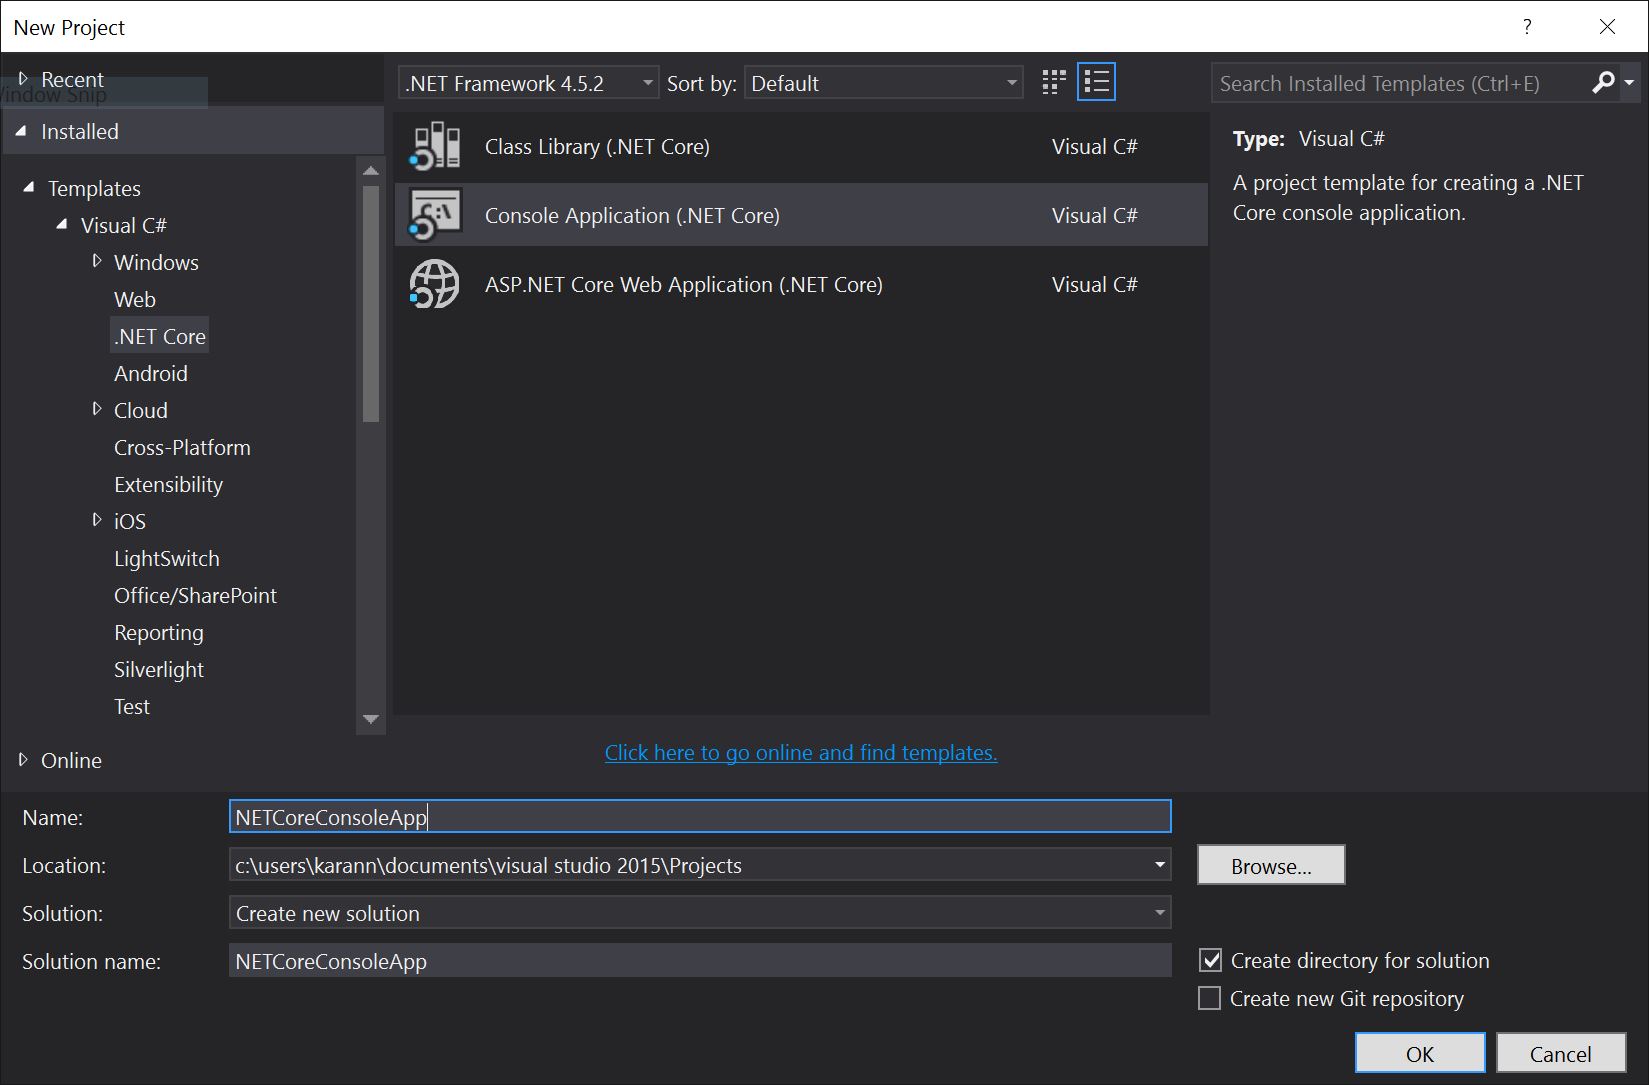 New Project
?
Recent
Window Snip
Installed
.NET Framework 4.5.2
Sort by:
Default
Search Installed Templates (Ctrl+E)
Templates
Visual C#
Windows
Web
.NET Core
Android
Cloud
Cross-Platform
Extensibility
iOS
LightSwitch
Office/SharePoint
Reporting
Silverlight
Test
Online
Class Library (.NET Core) Visual C#
Console Application (.NET Core) Visual C#
ASP.NET Core Web Application (.NET Core) Visual C#
Type: Visual C#
A project template for creating a .NET
Core console application.
Click here to go online and find templates.
Name: NETCoreConsoleApp
Location: c:\users\karann\documents\visual studio 2015\Projects
Browse...
Solution: Create new solution
Solution name: NETCoreConsoleApp
Create directory for solution
Create new Git repository
OK
Cancel